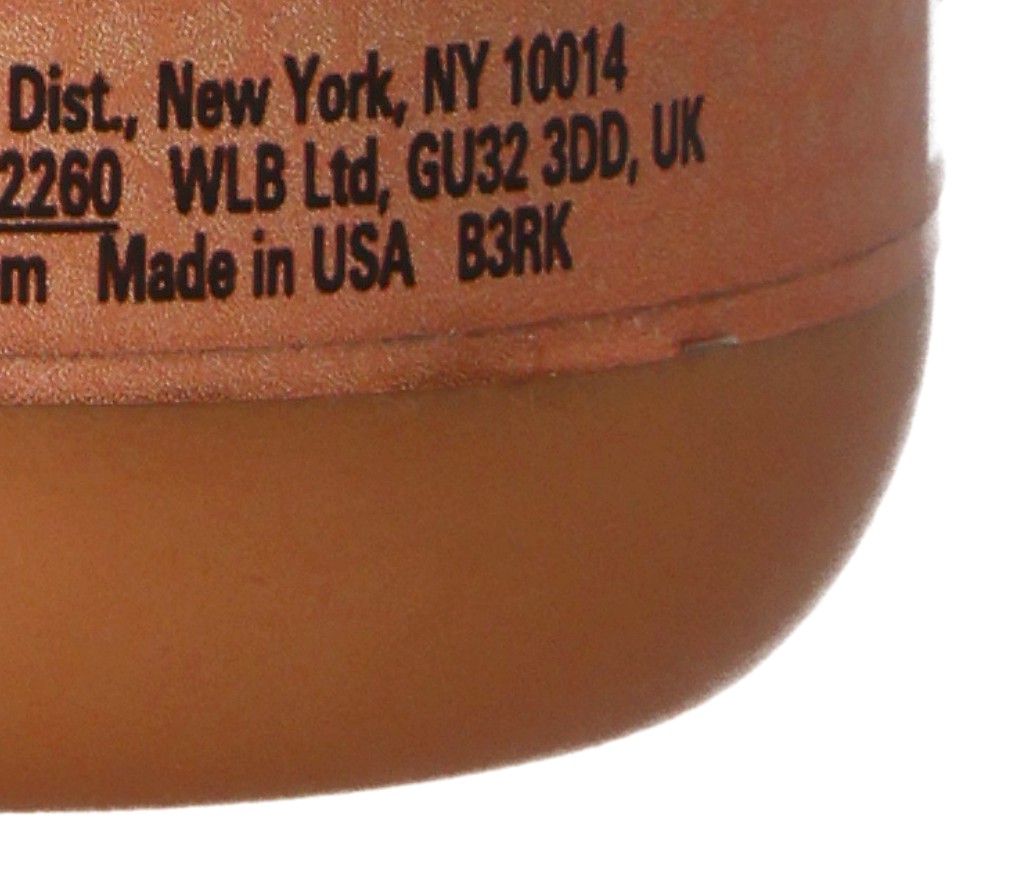 Dist., New York, NY 10014
2260 WLB Ltd, GU32 3DD, UK
m Made in USA B3RK